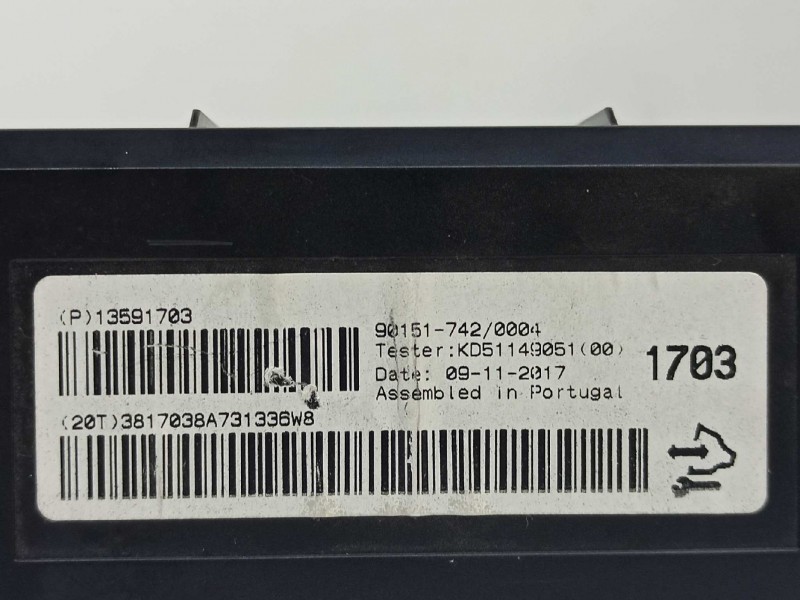 (P)13591703
90151-742/0004
Tester:KD51149051(00)
Date: 09-11-2017
Assembled in Portugal
1703
(20T)3817038A731336W8